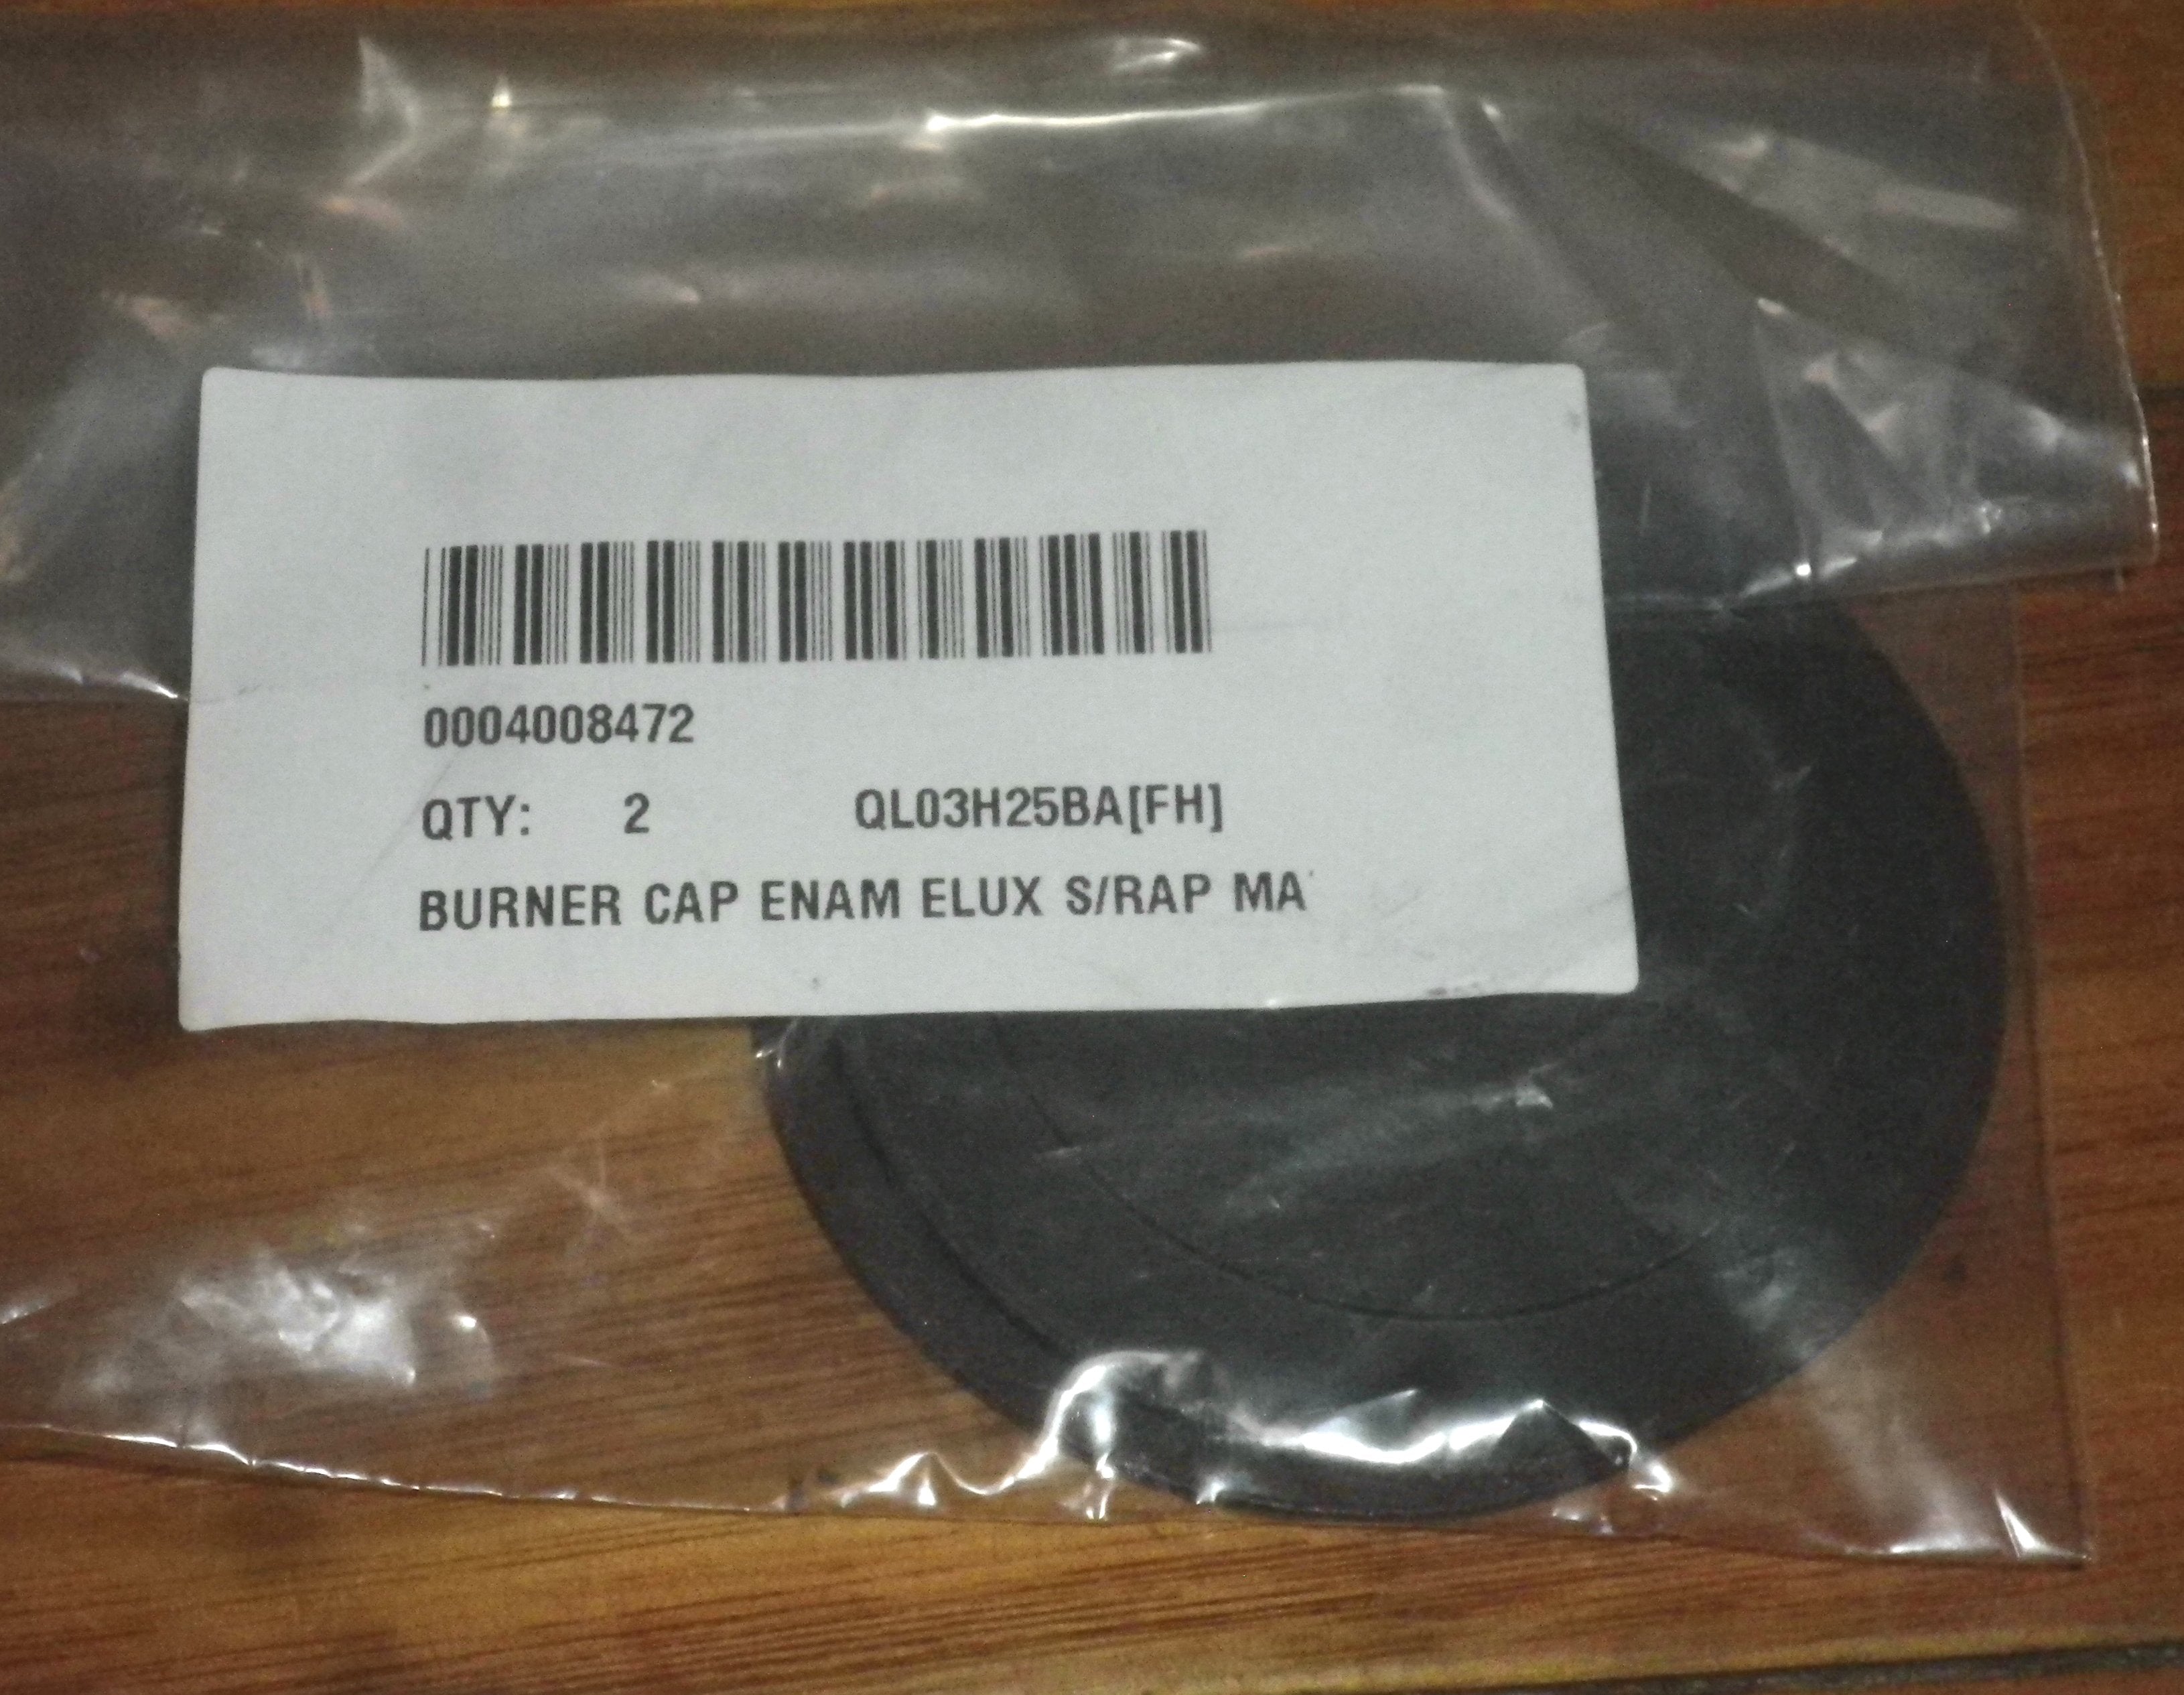 0004008472
QTY: 2 QL03H25BA[FH]
BURNER CAP ENAM ELUX S/RAP MA